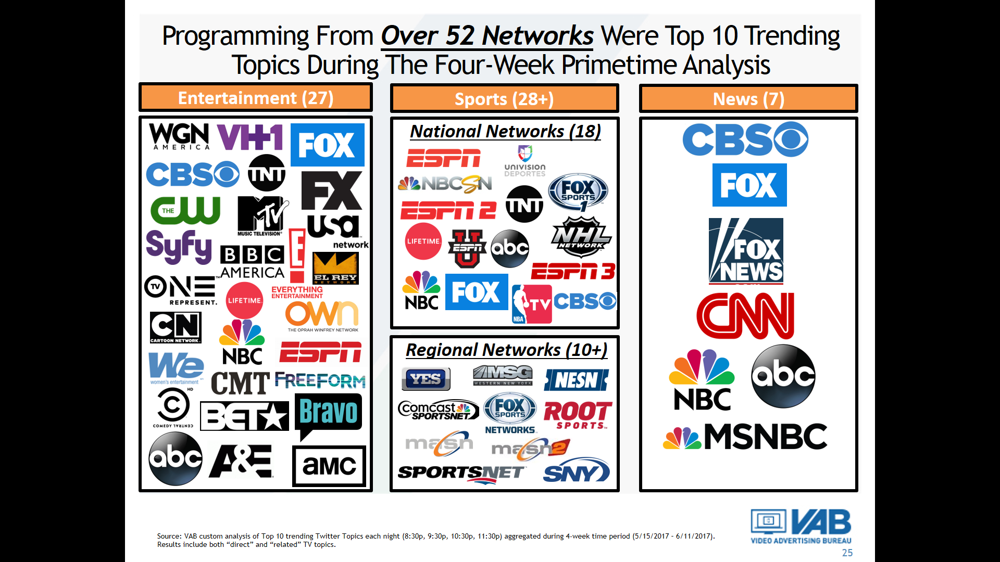 Programming From Over 52 Networks Were Top 10 Trending
Topics During The Four-Week Primetime Analysis
Entertainment (27)
WGN
AMERICA
VH1
FOX
CBS
TNT
FX
THE CW
MTV
MUSIC TELEVISION®
usa
network
Syfy
BBC
AMERICA
E!
EVERYTHING
ENTERTAINMENT
EL REY
NETWORK
TV ONE™
REPRESENT.
LIFETIME
OWN
THE OPRAH WINFREY NETWORK
CN
CARTOON NETWORK
NBC
ESPN
We
women's entertainment
CMT
FREEFORM
HD
COMEDY CENTRAL
BET
Bravo
abc
A&E
aMC
Sports (28+)
National Networks (18)
ESPN
UNIVISION
DEPORTES
NBCSN
FOX
SPORTS
1
ESPN 2
TNT
LIFETIME
U
ESPN
abc
NHL
NETWORK
ESPN 3
NBC
FOX
NBA TV
CBS
Regional Networks (10+)
YES
MSG
WESTERN NEW YORK
NESN
Comcast
SPORTSNET
FOX
SPORTS
NETWORKS
ROOT
SPORTS™
masn
masn2
SPORTSNET
SNY
News (7)
CBS
FOX
FOX
NEWS
CNN
NBC
abc
MSNBC
Source: VAB custom analysis of Top 10 trending Twitter Topics each night (8:30p, 9:30p, 10:30p, 11:30p) aggregated during 4-week time period (5/15/2017 - 6/11/2017).
Results include both “direct” and “related” TV topics.
VAB
VIDEO ADVERTISING BUREAU
25